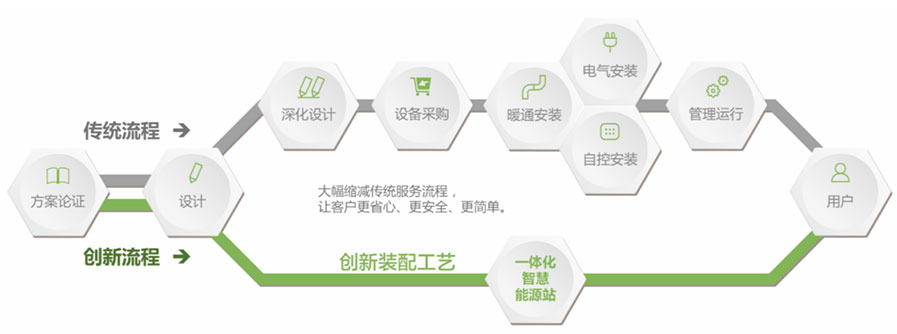 传统流程
方案论证
设计
深化设计
设备采购
暖通安装
电气安装
自控安装
管理运行
用户
大幅缩减传统服务流程，
让客户更省心、更安全、更简单。
创新流程
创新装配工艺
一体化
智慧
能源站